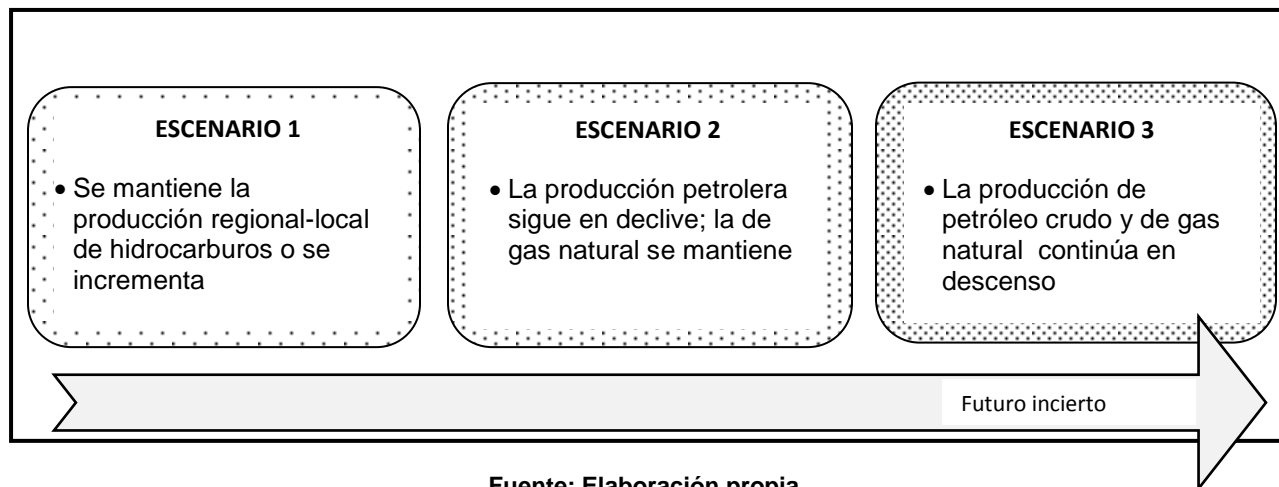 ESCENARIO 1
• Se mantiene la
producción regional-local
de hidrocarburos o se
incrementa
ESCENARIO 2
• La producción petrolera
sigue en declive; la de
gas natural se mantiene
ESCENARIO 3
• La producción de
petróleo crudo y de gas
natural continúa en
descenso
Futuro incierto
Fuente: Elaboración propia